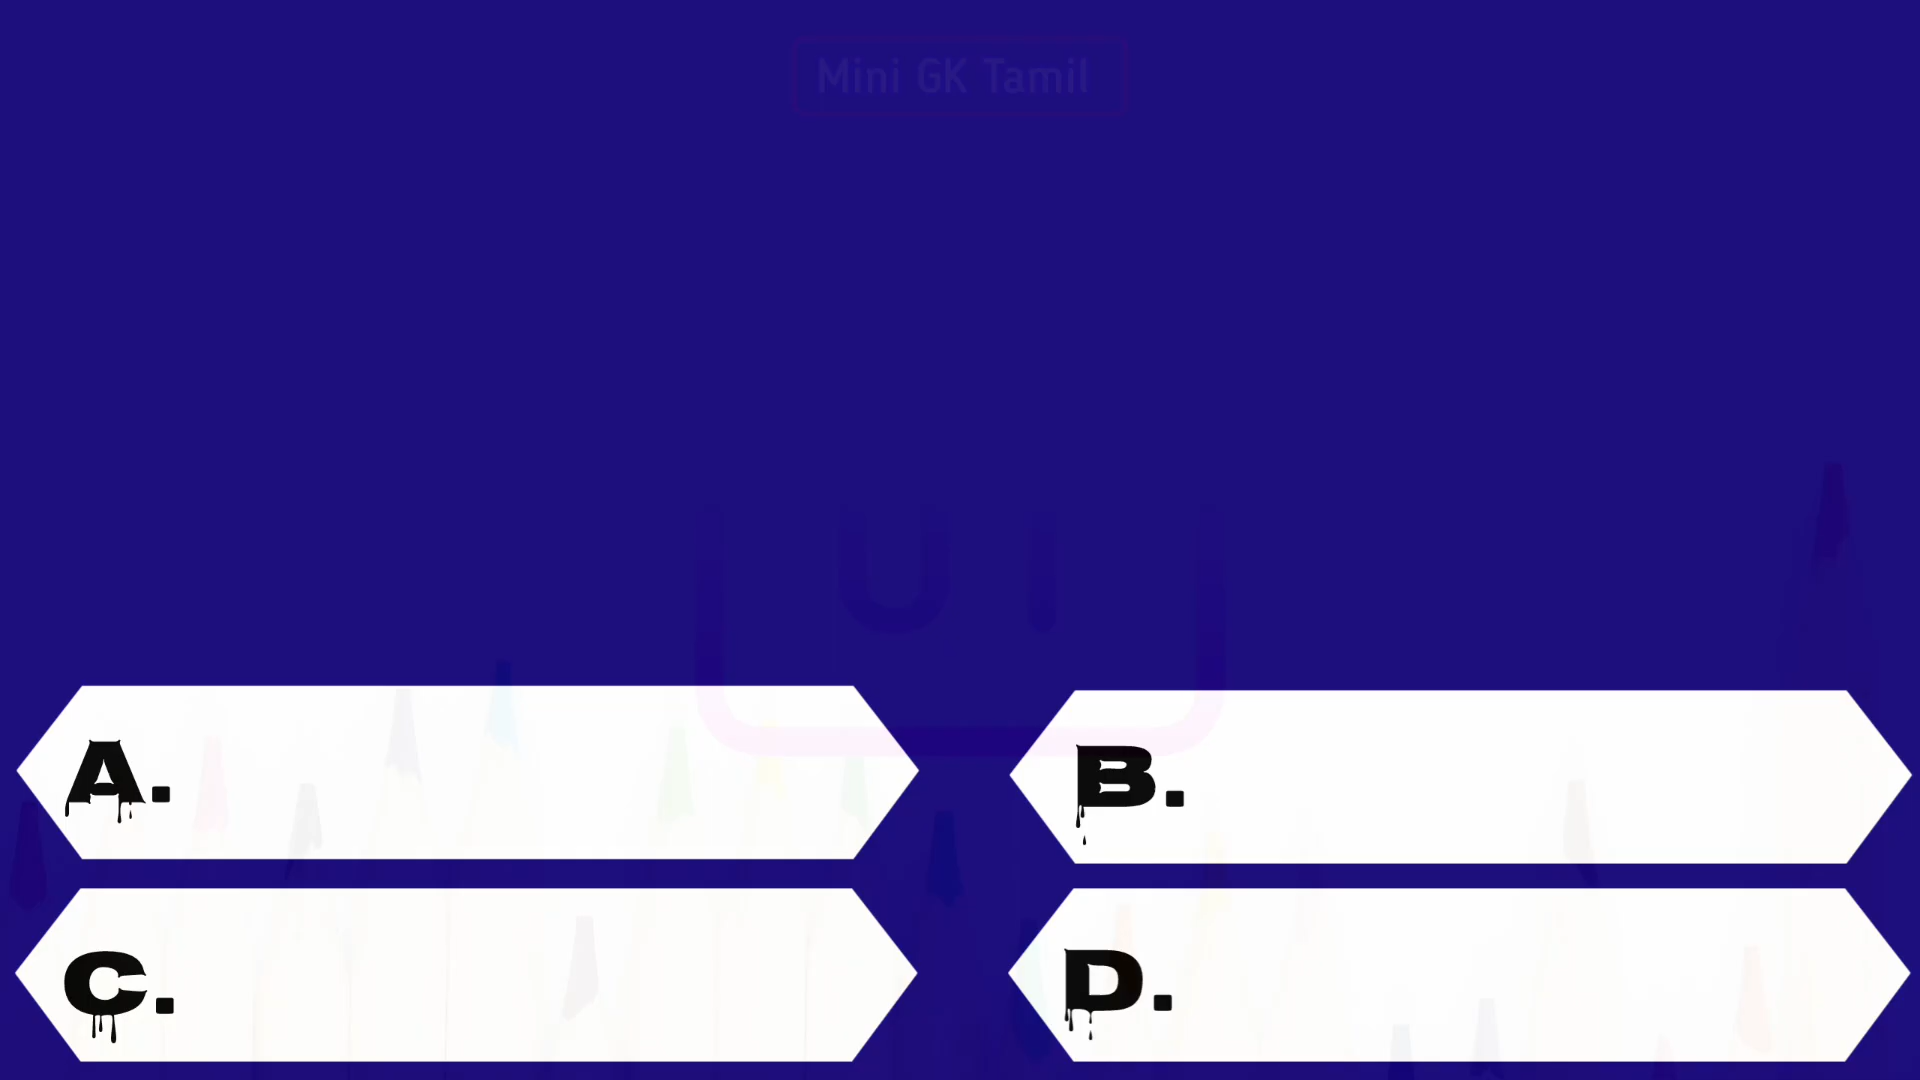 Mini GK Tamil
A.
B.
C.
D.